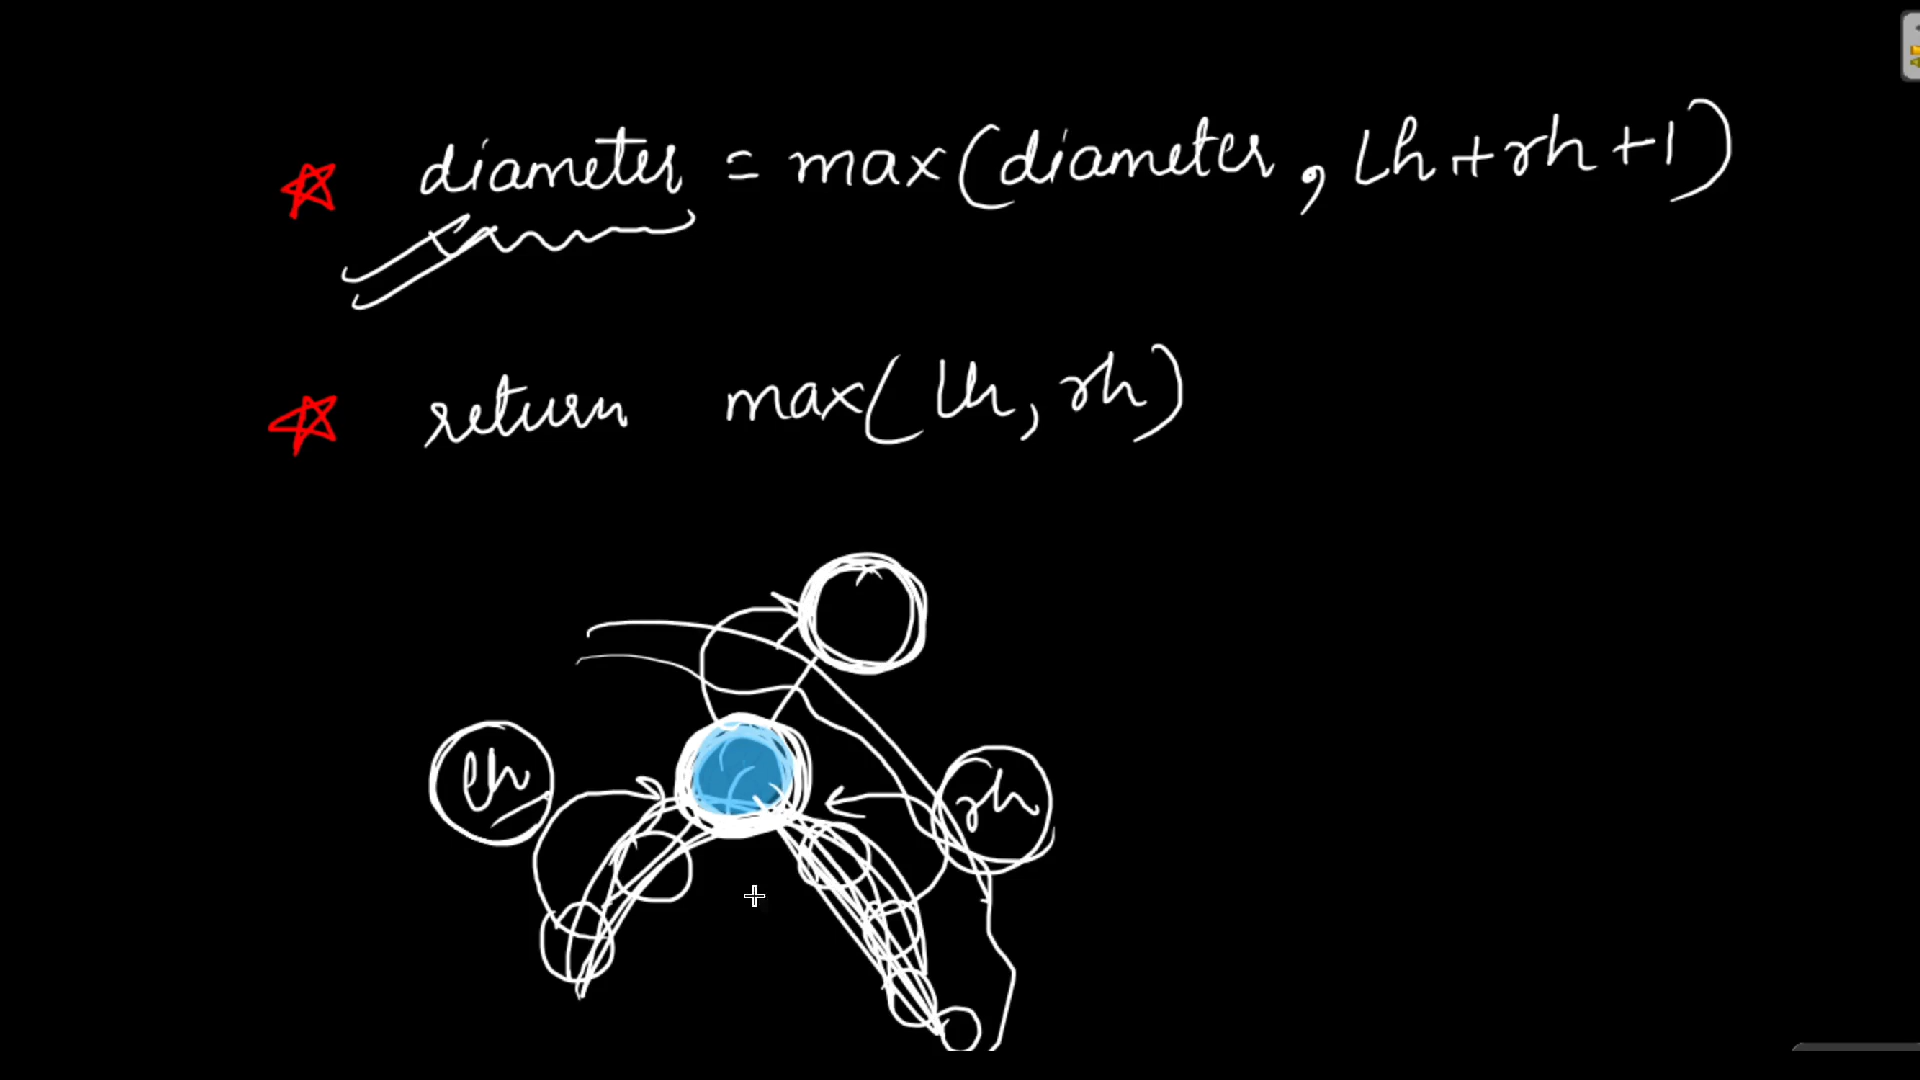 diameter = max(diameter, lh+rh+1)
return max(lh, rh)
lh
rh